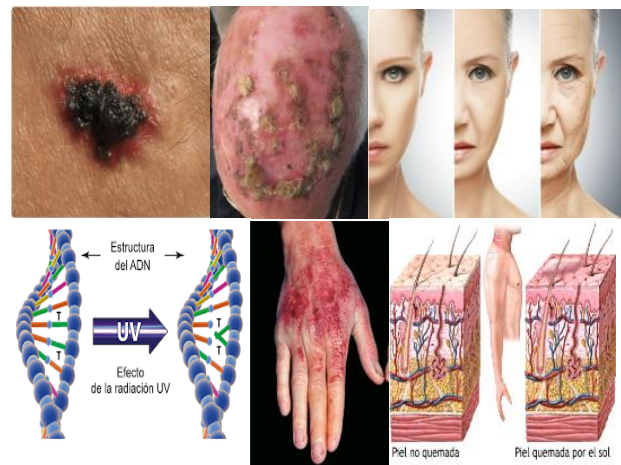 Estructura
del ADN
T
T
UV
T
T
Efecto
de la radiación UV
Piel no quemada
Piel quemada por el sol